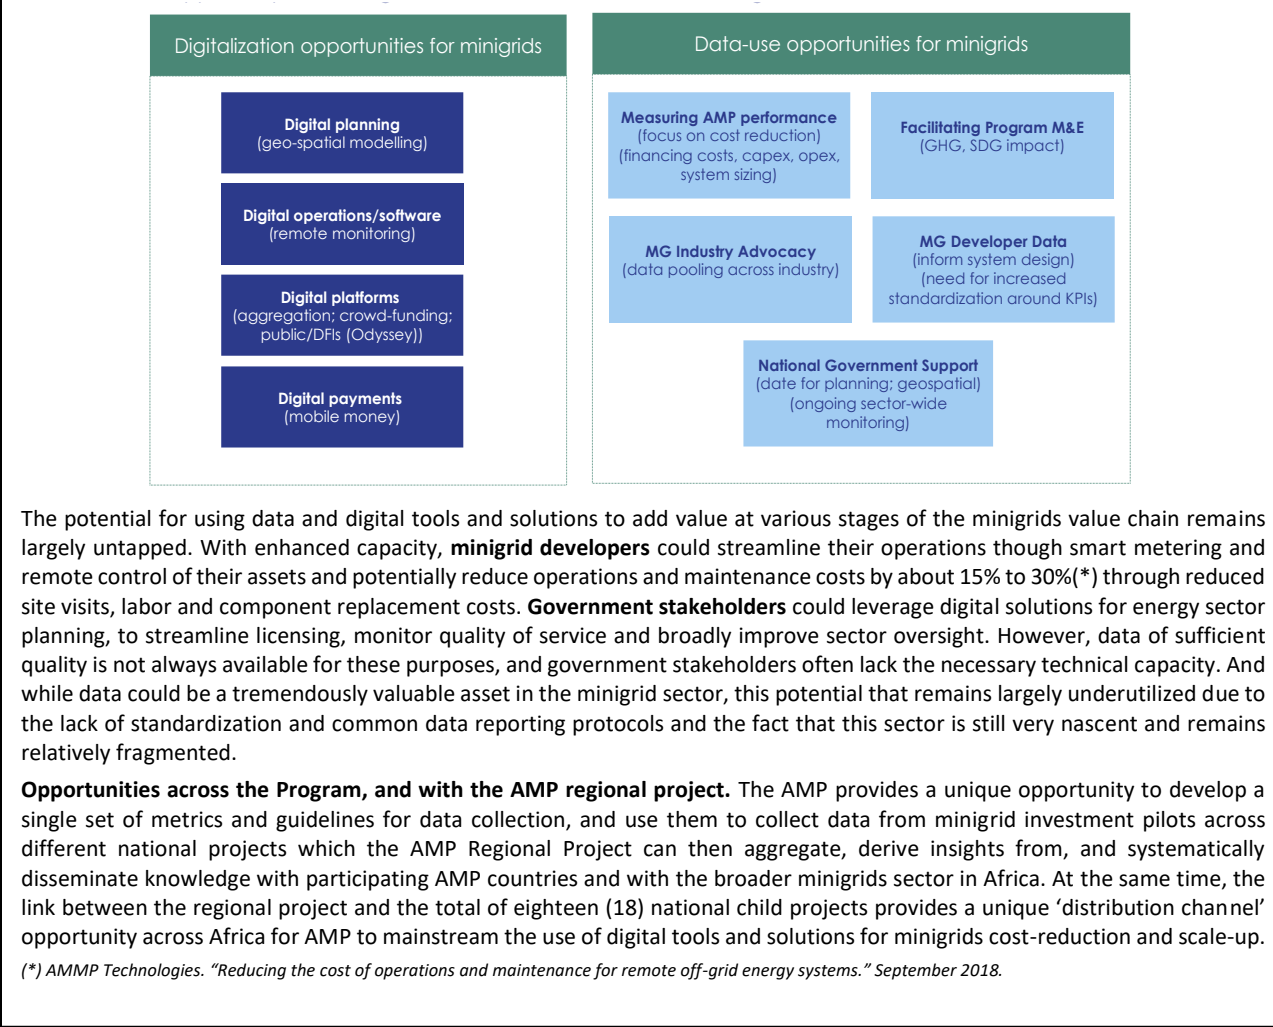 Digitalization opportunities for minigrids
Digital planning
(geo-spatial modelling)
Digital operations/software
(remote monitoring)
Digital platforms
(aggregation; crowd-funding;
public/DFIs (Odyssey))
Digital payments
(mobile money)
Data-use opportunities for minigrids
Measuring AMP performance
(focus on cost reduction)
(financing costs, capex, opex,
system sizing)
Facilitating Program M&E
(GHG, SDG impact)
MG Industry Advocacy
(data pooling across industry)
MG Developer Data
(inform system design)
(need for increased
standardization around KPIs)
National Government Support
(date for planning; geospatial)
(ongoing sector-wide
monitoring)
The potential for using data and digital tools and solutions to add value at various stages of the minigrids value chain remains
largely untapped. With enhanced capacity, minigrid developers could streamline their operations though smart metering and
remote control of their assets and potentially reduce operations and maintenance costs by about 15% to 30%(*) through reduced
site visits, labor and component replacement costs. Government stakeholders could leverage digital solutions for energy sector
planning, to streamline licensing, monitor quality of service and broadly improve sector oversight. However, data of sufficient
quality is not always available for these purposes, and government stakeholders often lack the necessary technical capacity. And
while data could be a tremendously valuable asset in the minigrid sector, this potential that remains largely underutilized due to
the lack of standardization and common data reporting protocols and the fact that this sector is still very nascent and remains
relatively fragmented.
Opportunities across the Program, and with the AMP regional project. The AMP provides a unique opportunity to develop a
single set of metrics and guidelines for data collection, and use them to collect data from minigrid investment pilots across
different national projects which the AMP Regional Project can then aggregate, derive insights from, and systematically
disseminate knowledge with participating AMP countries and with the broader minigrids sector in Africa. At the same time, the
link between the regional project and the total of eighteen (18) national child projects provides a unique ‘distribution channel’
opportunity across Africa for AMP to mainstream the use of digital tools and solutions for minigrids cost-reduction and scale-up.
(*) AMMP Technologies. “Reducing the cost of operations and maintenance for remote off-grid energy systems.” September 2018.